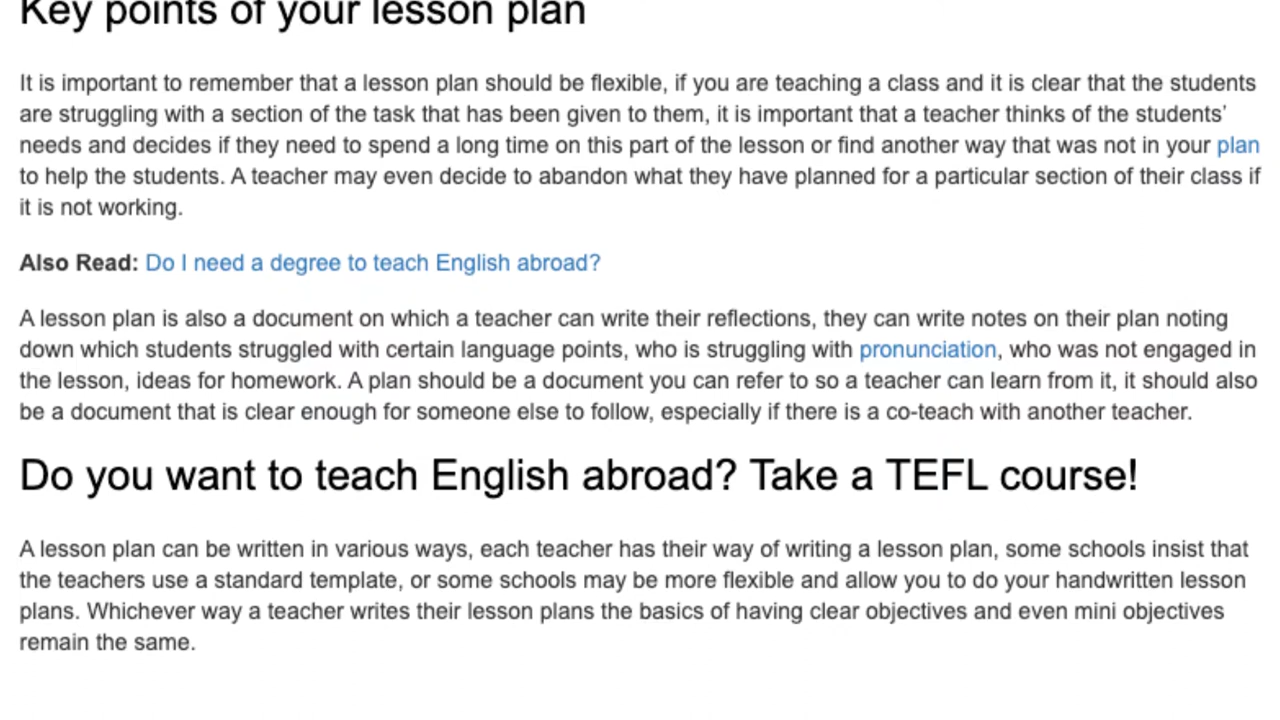 Key points of your lesson plan
It is important to remember that a lesson plan should be flexible, if you are teaching a class and it is clear that the students
are struggling with a section of the task that has been given to them, it is important that a teacher thinks of the students’
needs and decides if they need to spend a long time on this part of the lesson or find another way that was not in your plan
to help the students. A teacher may even decide to abandon what they have planned for a particular section of their class if
it is not working.
Also Read: Do I need a degree to teach English abroad?
A lesson plan is also a document on which a teacher can write their reflections, they can write notes on their plan noting
down which students struggled with certain language points, who is struggling with pronunciation, who was not engaged in
the lesson, ideas for homework. A plan should be a document you can refer to so a teacher can learn from it, it should also
be a document that is clear enough for someone else to follow, especially if there is a co-teach with another teacher.
Do you want to teach English abroad? Take a TEFL course!
A lesson plan can be written in various ways, each teacher has their way of writing a lesson plan, some schools insist that
the teachers use a standard template, or some schools may be more flexible and allow you to do your handwritten lesson
plans. Whichever way a teacher writes their lesson plans the basics of having clear objectives and even mini objectives
remain the same.